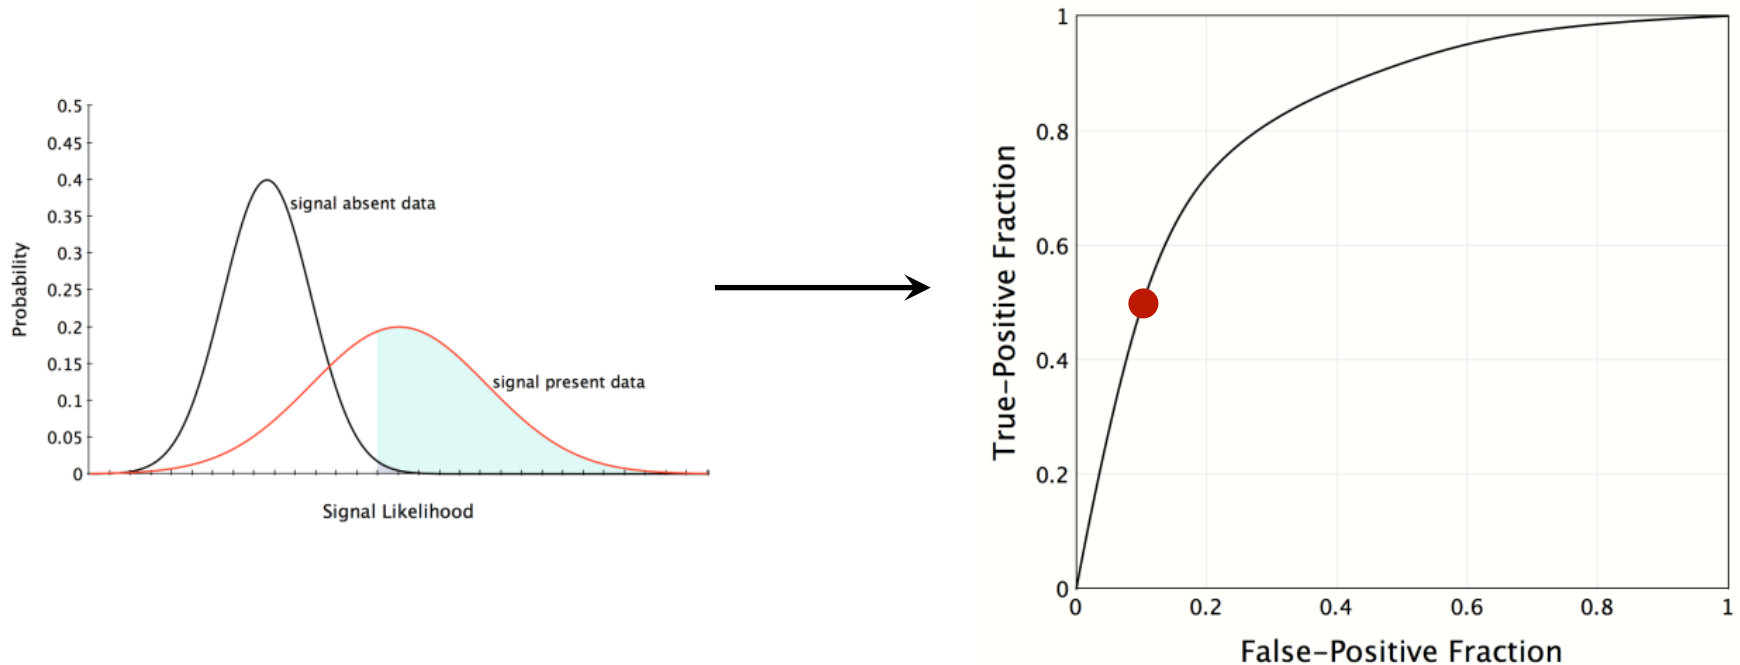 0.5
0.45
0.4
0.35
0.3
0.25
0.2
0.15
0.1
0.05
0
Probability
signal absent data
signal present data
Signal Likelihood
1
0.8
0.6
0.4
0.2
0
True-Positive Fraction
0 0.2 0.4 0.6 0.8 1
False-Positive Fraction